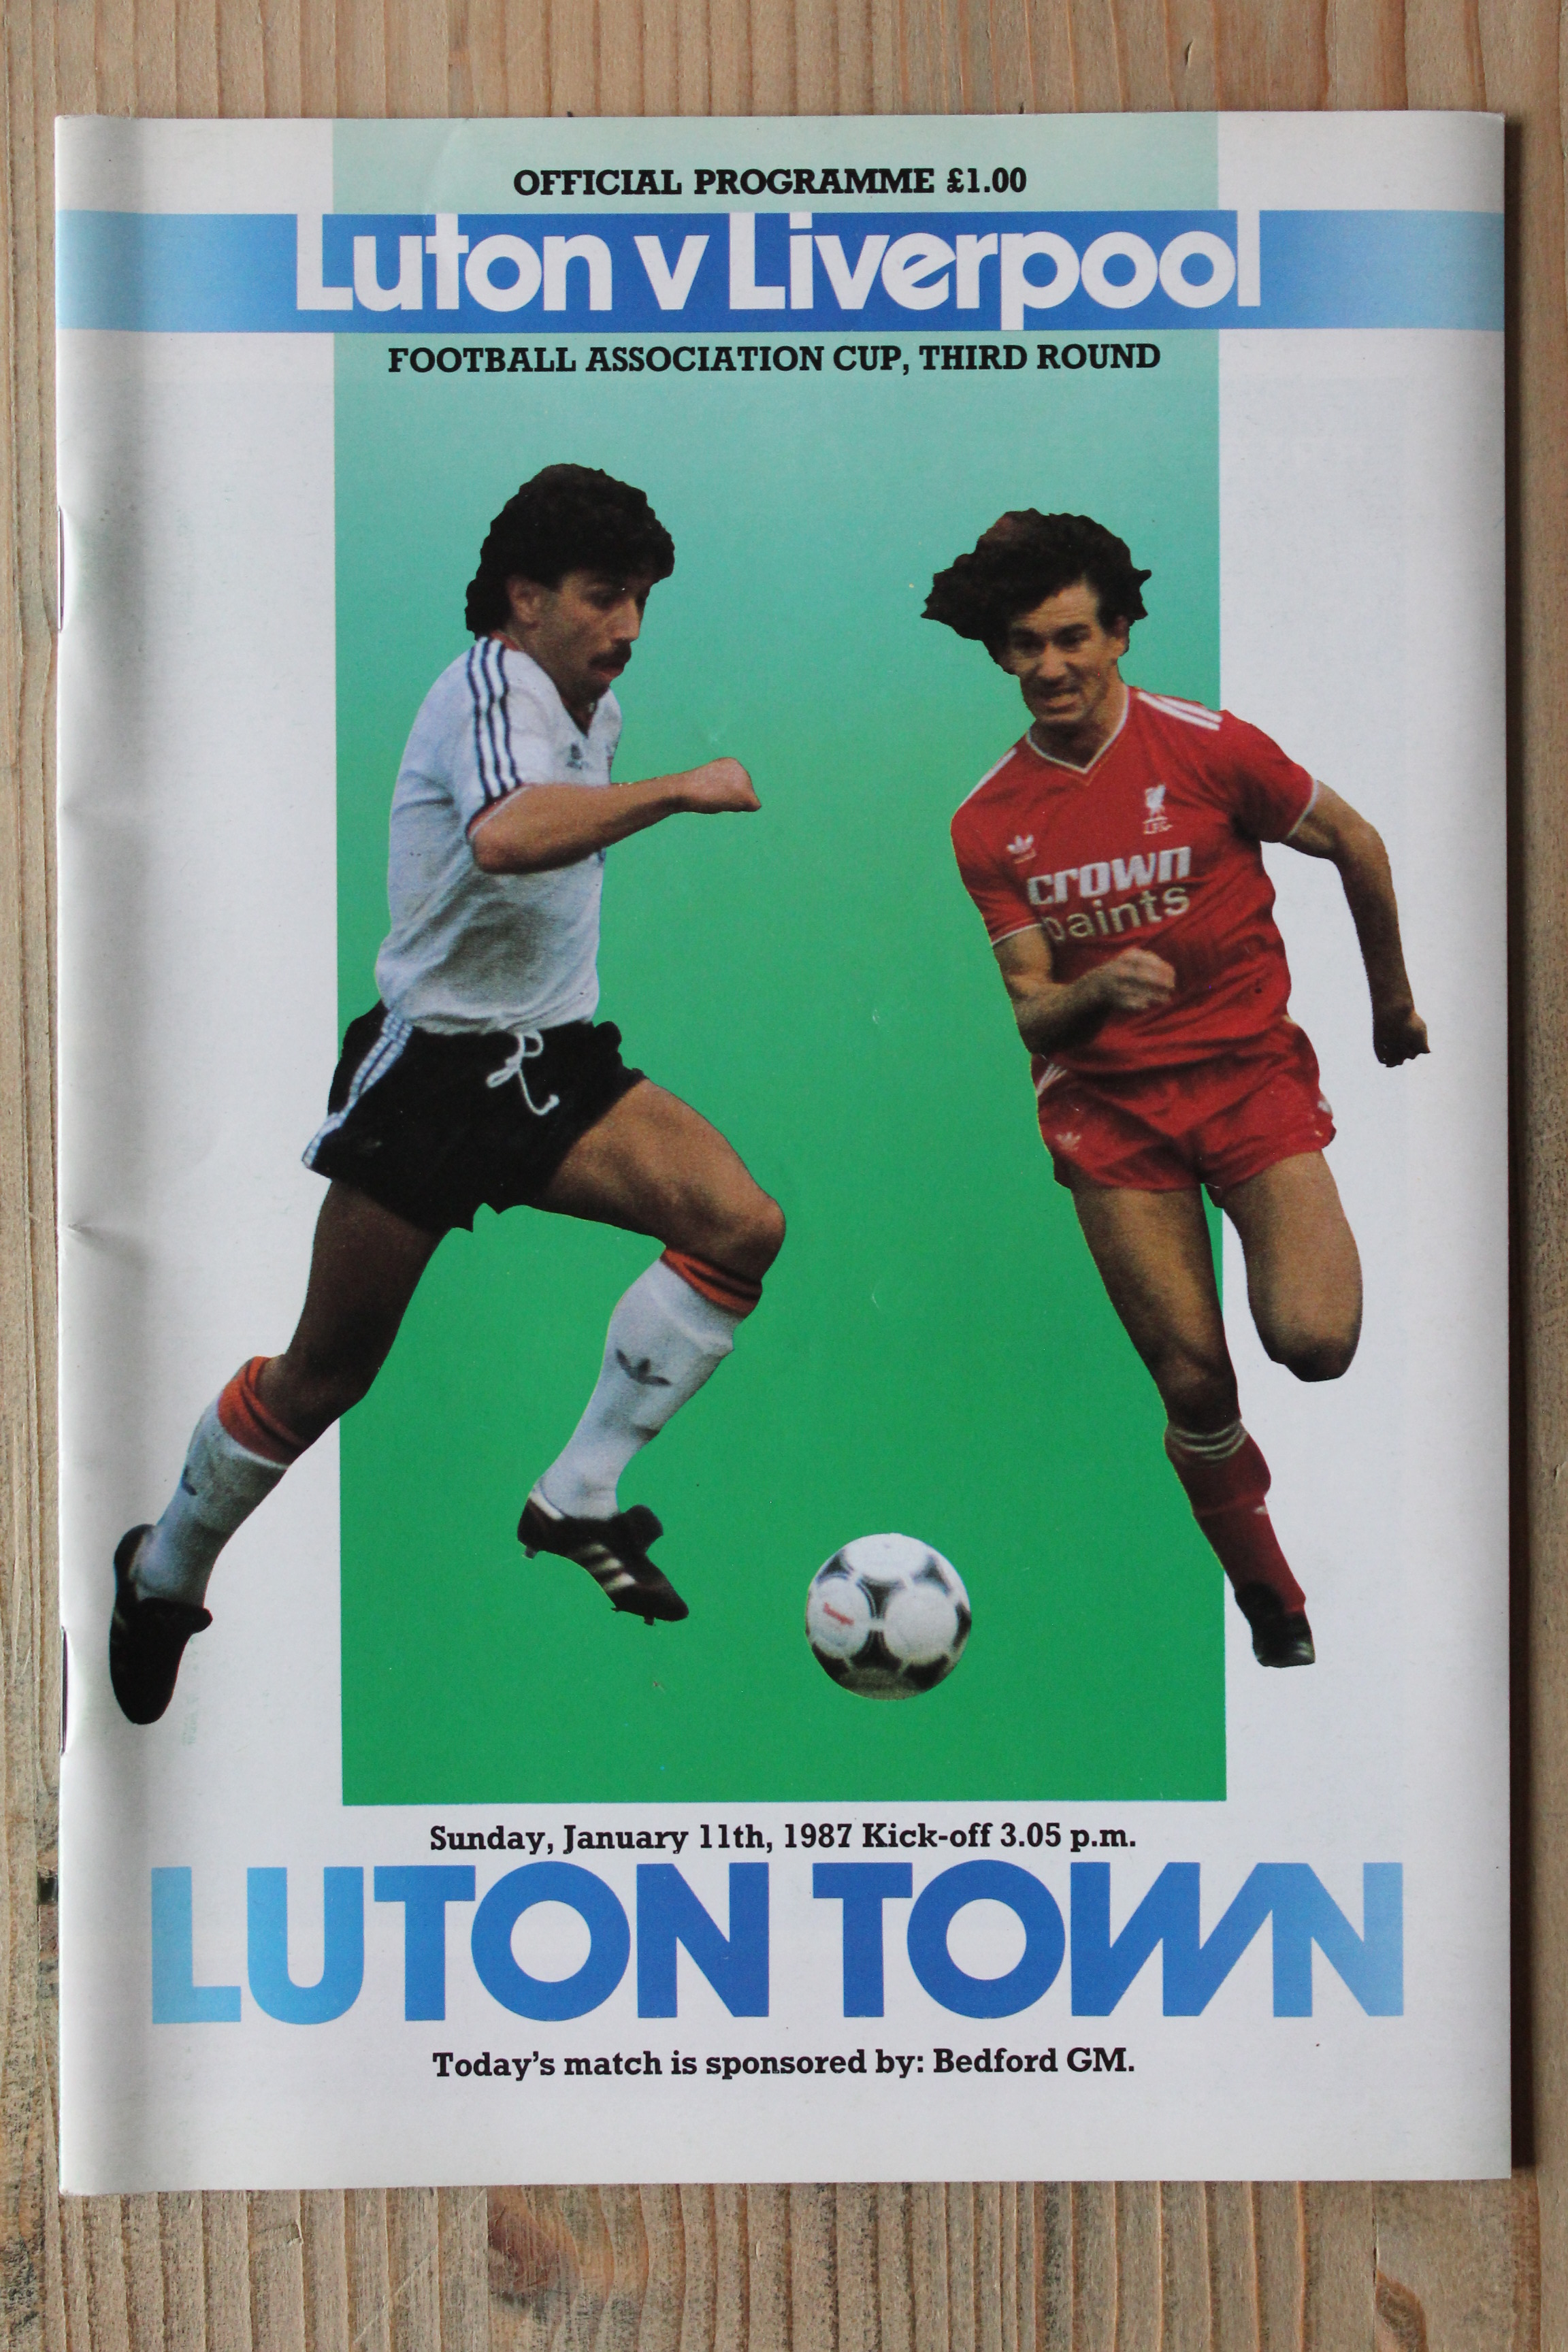 OFFICIAL PROGRAMME £1.00
Luton v Liverpool
FOOTBALL ASSOCIATION CUP, THIRD ROUND
L.F.C.
crown
paints
Sunday, January 11th, 1987 Kick-off 3.05 p.m.
LUTON TOWN
Today's match is sponsored by: Bedford GM.